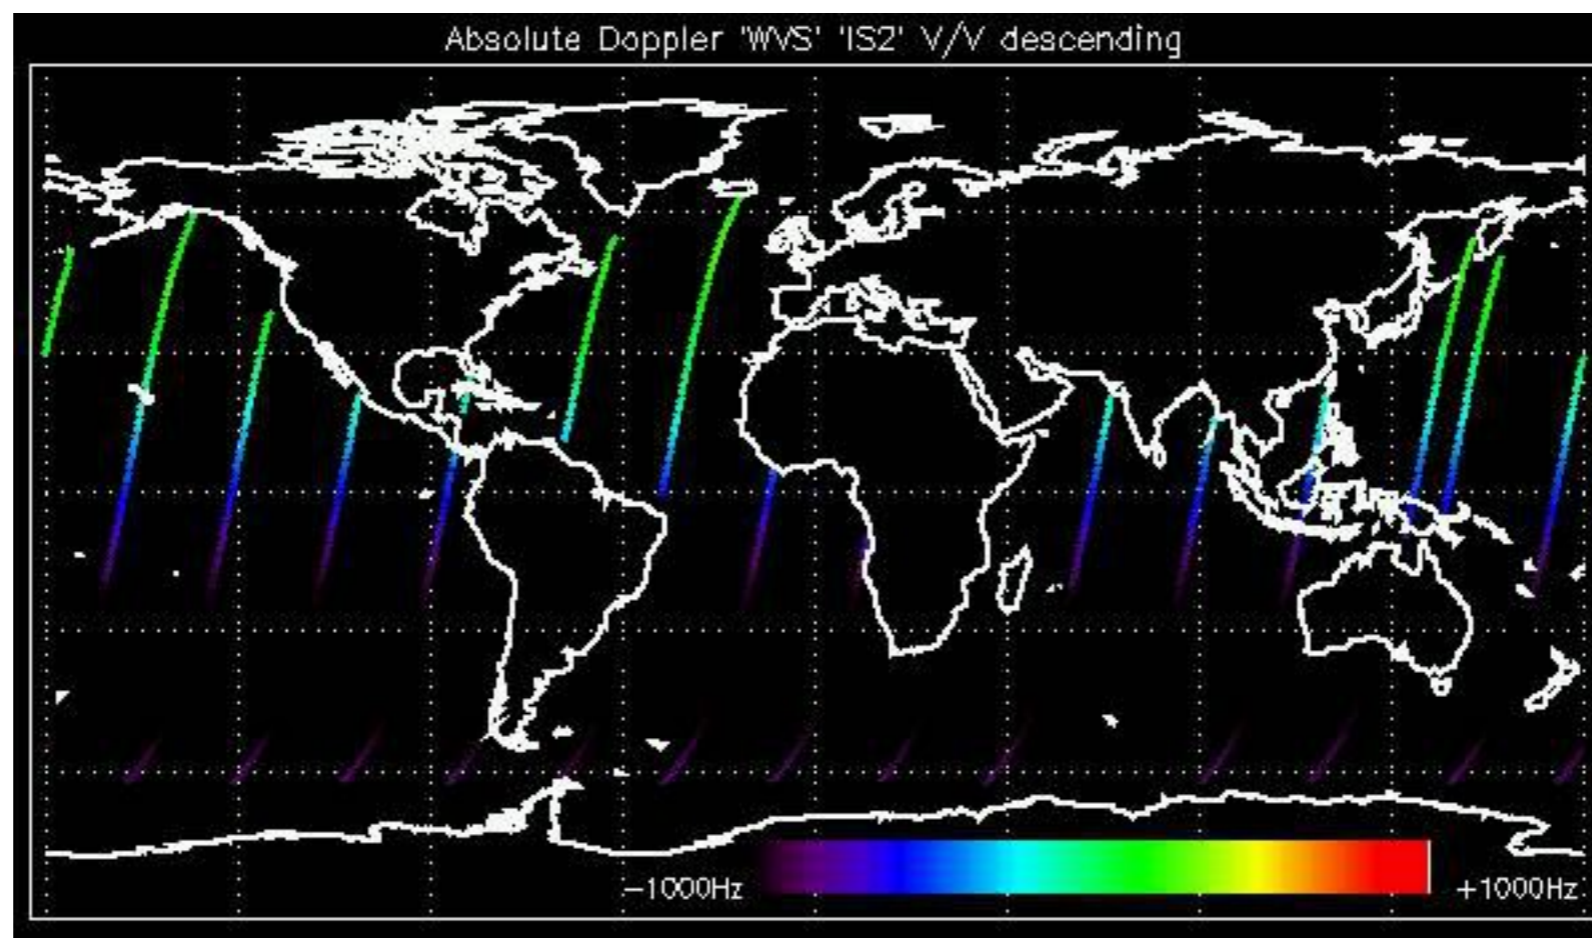 Absolute Doppler 'WVS' 'IS2' V/V descending
−1000Hz
+1000Hz